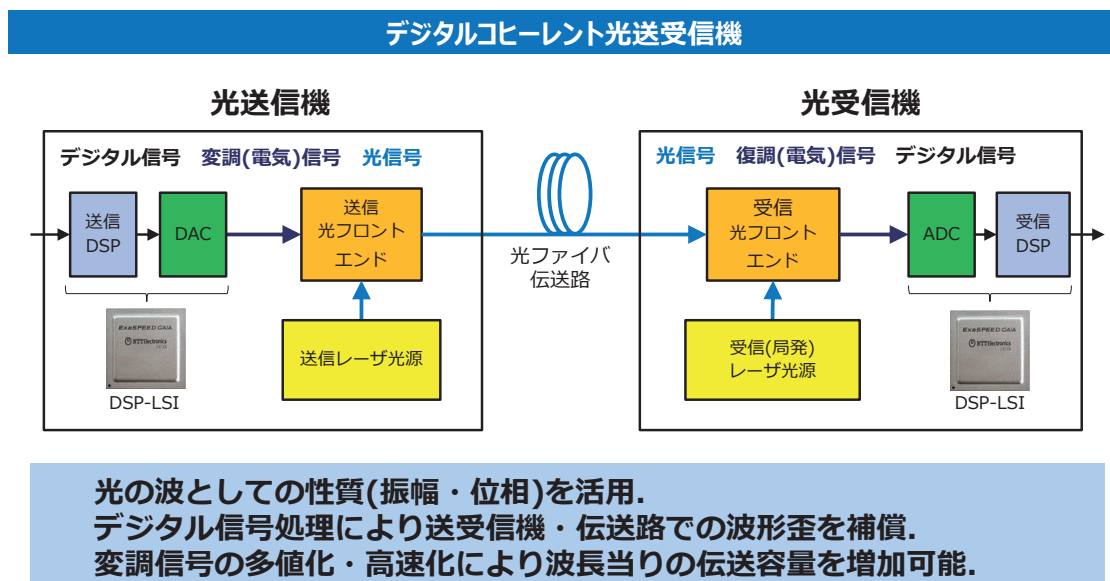 デジタルコヒーレント光送受信機
光送信機
光受信機
デジタル信号 変調(電気)信号 光信号
光信号 復調(電気)信号 デジタル信号
送信
DSP
DAC
送信
光フロント
エンド
光ファイバ
伝送路
受信
光フロント
エンド
ADC
受信
DSP
送信レーザ光源
受信(局発)
レーザ光源
ExaSPEED GAIA
NTTElectronics
DSP-LSI
ExaSPEED GAIA
NTTElectronics
DSP-LSI
光の波としての性質(振幅・位相)を活用.
デジタル信号処理により送受信機・伝送路での波形歪を補償.
変調信号の多値化・高速化により波長当りの伝送容量を増加可能.